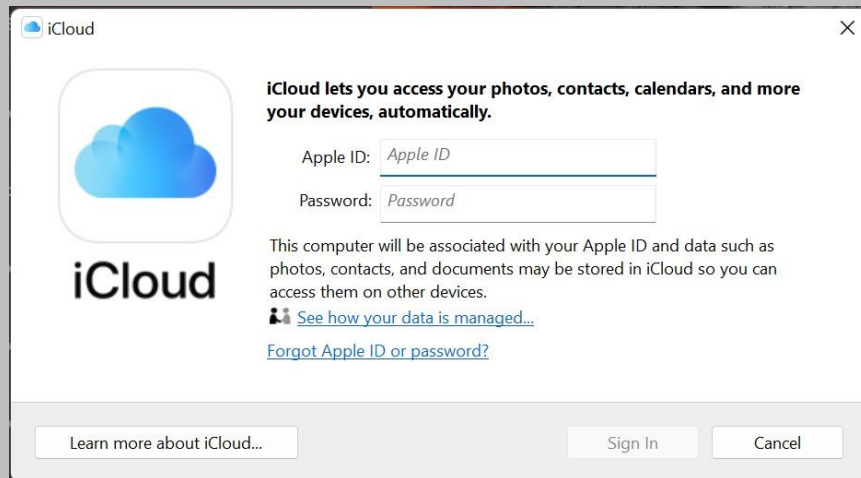 iCloud
iCloud
iCloud lets you access your photos, contacts, calendars, and more
your devices, automatically.
Apple ID: Apple ID
Password: Password
This computer will be associated with your Apple ID and data such as
photos, contacts, and documents may be stored in iCloud so you can
access them on other devices.
See how your data is managed...
Forgot Apple ID or password?
Learn more about iCloud...
Sign In
Cancel